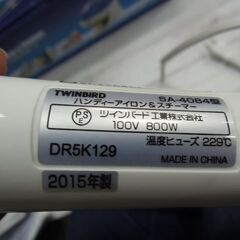 TWINBIRD SA-4084型
ハンディーアイロン&スチーマー
PSE ツインバード工業株式会社
100V 800W
温度ヒューズ 229℃
DR5K129
MADE IN CHINA
2015年製